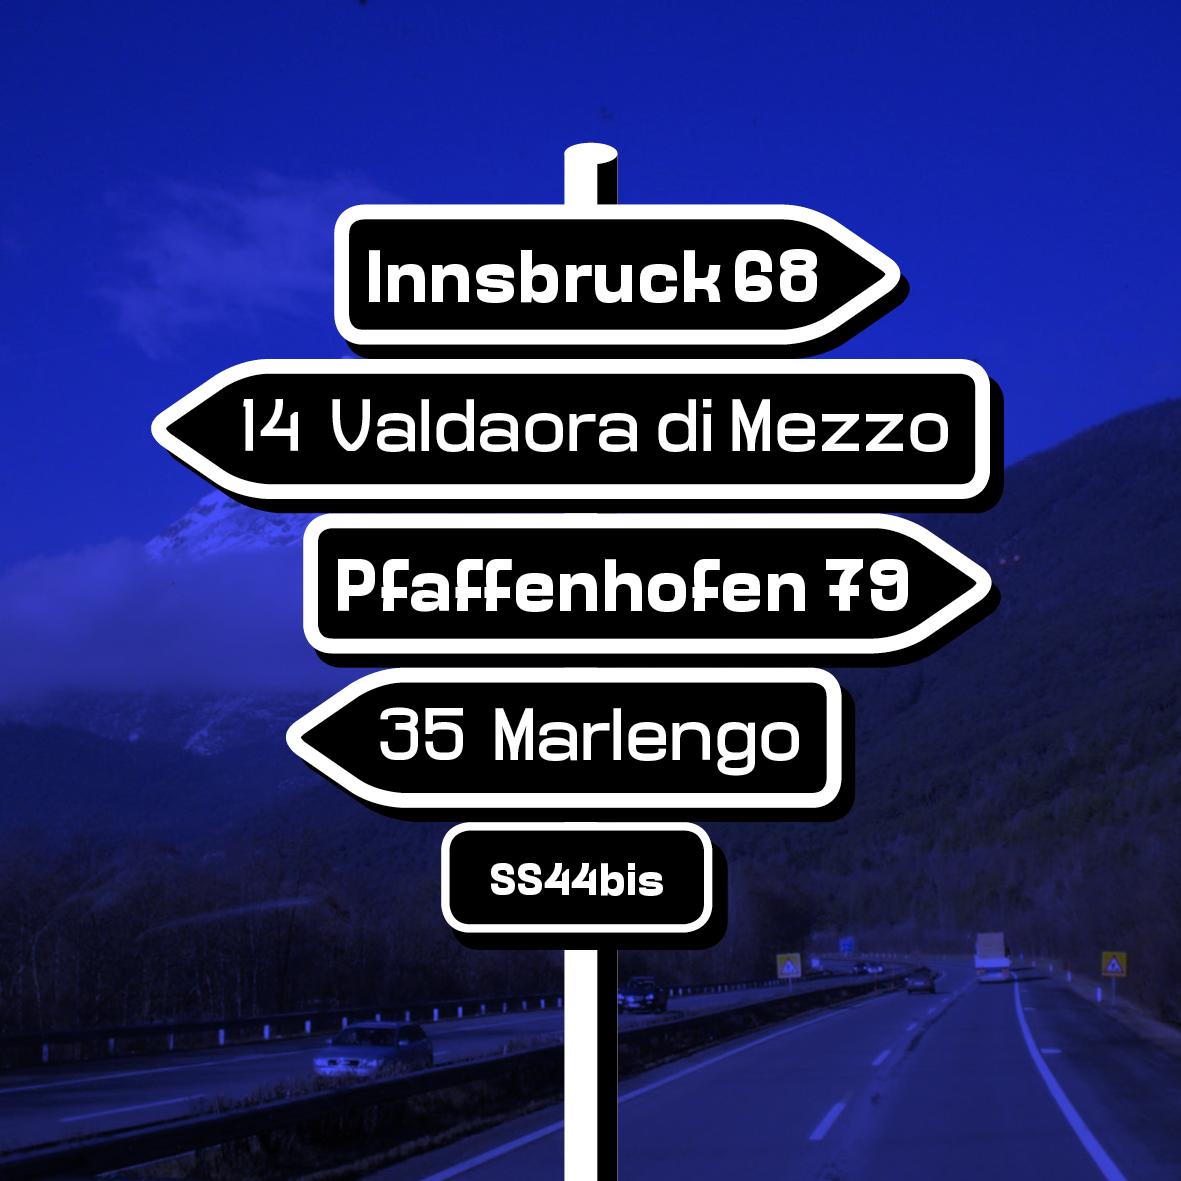 Innsbruck 68
14 Valdaora di Mezzo
Pfaffenhofen 79
35 Marlengo
SS44bis